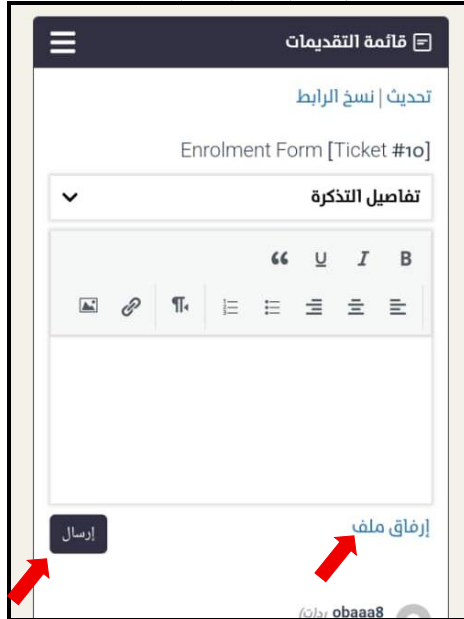 قائمة التقديمات
تحديث | نسخ الرابط
Enrolment Form [Ticket #10]
تفاصيل التذكرة
B I U “
إرفاق ملف
إرسال
obaaa8